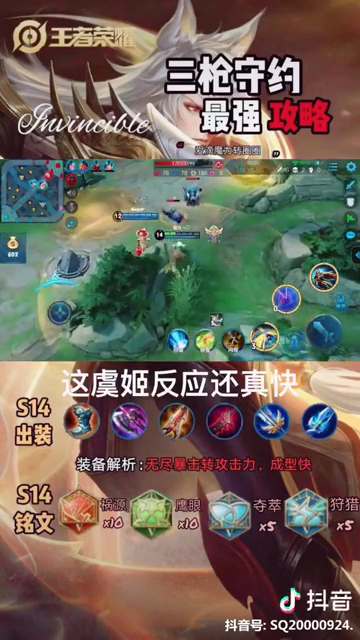 王者荣耀
三枪守约
Invincible
最强攻略
602
12
14
这虞姬反应还真快
S14
出装
装备解析：无尽暴击转攻击力，成型快
S14
铭文
祸源
x10
鹰眼
x10
夺萃
x5
狩猎
x5
抖音
抖音号: SQ20000924.